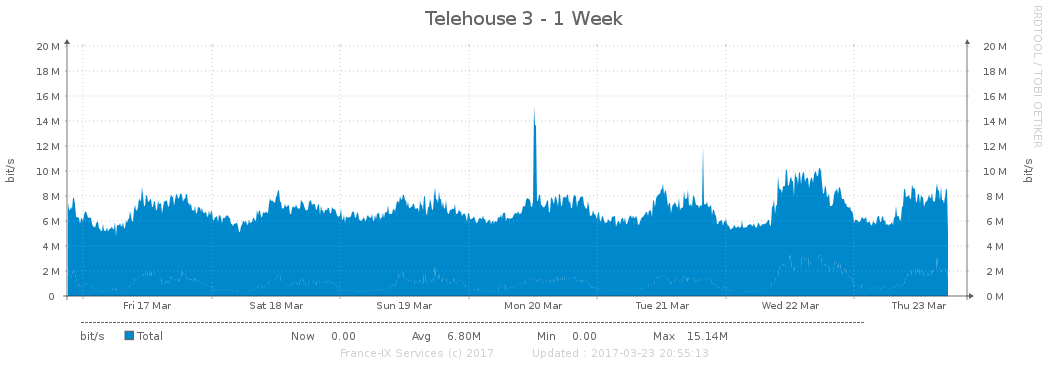 Telehouse 3 - 1 Week
RRDTOOL / TOBI OETIKER
20 M 20 M
18 M 18 M
16 M 16 M
14 M 14 M
12 M 12 M
10 M 10 M
8 M 8 M
6 M 6 M
4 M 4 M
2 M 2 M
0 0 M
bit/s bit/s
Fri 17 Mar Sat 18 Mar Sun 19 Mar Mon 20 Mar Tue 21 Mar Wed 22 Mar Thu 23 Mar
bit/s Total Now 0.00 Avg 6.80M Min 0.00 Max 15.14M
France-IX Services (c) 2017 Updated : 2017-03-23 20:55:13